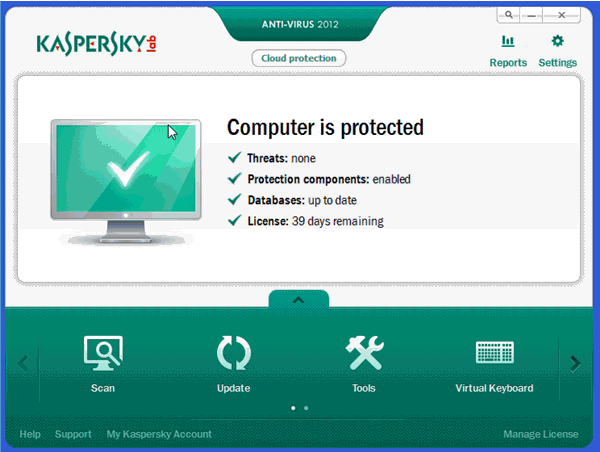 ANTI-VIRUS 2012
KASPERSKY lab
Cloud protection
Reports
Settings
Computer is protected
Threats: none
Protection components: enabled
Databases: up to date
License: 39 days remaining
Scan
Update
Tools
Virtual Keyboard
Help
Support
My Kaspersky Account
Manage License